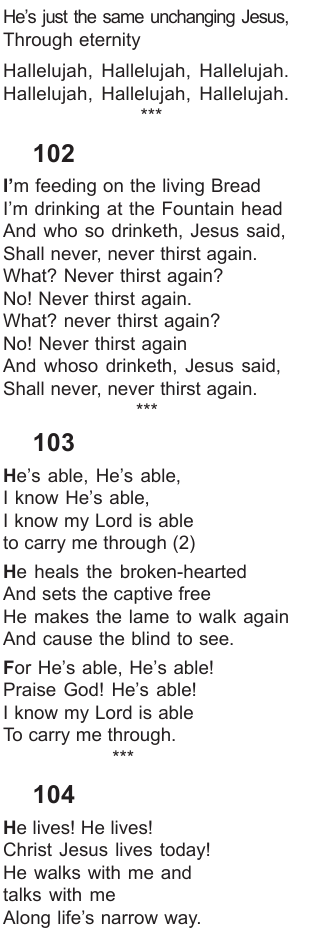 He's just the same unchanging Jesus,
Through eternity
Hallelujah, Hallelujah, Hallelujah.
Hallelujah, Hallelujah, Hallelujah.
***
102
I'm feeding on the living Bread
I'm drinking at the Fountain head
And who so drinketh, Jesus said,
Shall never, never thirst again.
What? Never thirst again?
No! Never thirst again.
What? never thirst again?
No! Never thirst again
And whoso drinketh, Jesus said,
Shall never, never thirst again.
***
103
He's able, He's able,
I know He's able,
I know my Lord is able
to carry me through (2)
He heals the broken-hearted
And sets the captive free
He makes the lame to walk again
And cause the blind to see.
For He's able, He's able!
Praise God! He's able!
I know my Lord is able
To carry me through.
***
104
He lives! He lives!
Christ Jesus lives today!
He walks with me and
talks with me
Along life's narrow way.